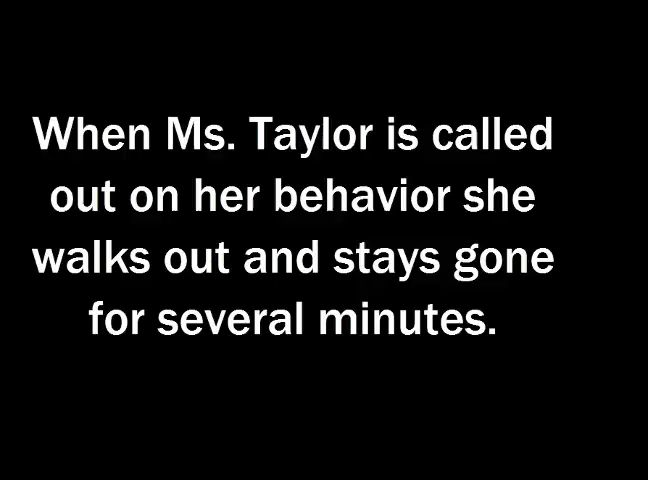 When Ms. Taylor is called
out on her behavior she
walks out and stays gone
for several minutes.